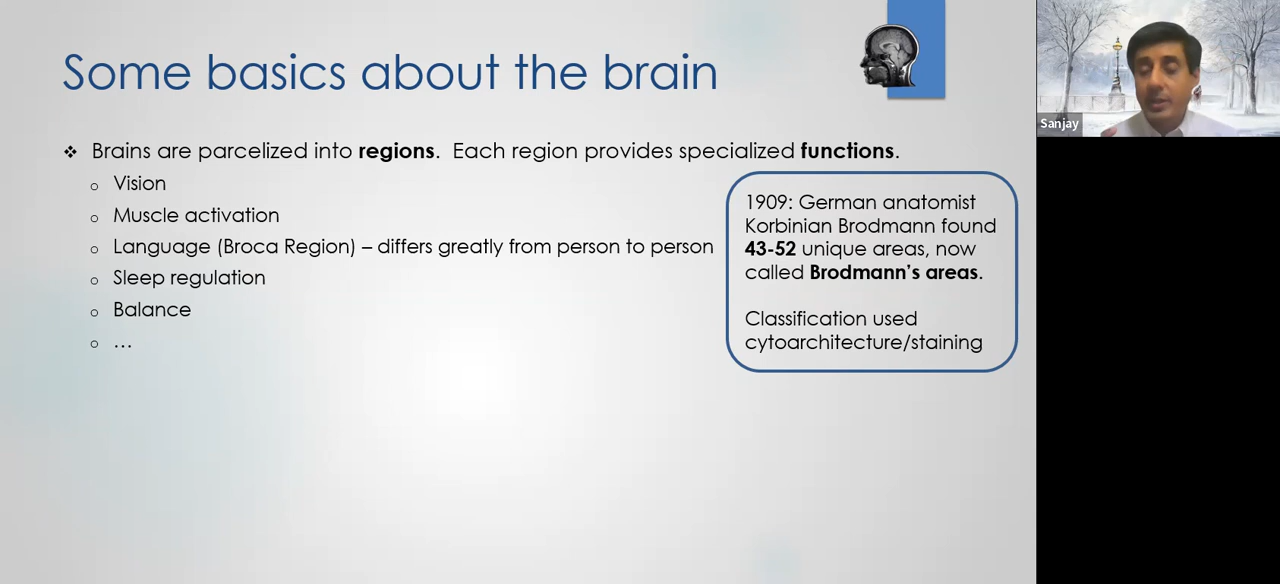 Some basics about the brain
Sanjay
❖ Brains are parcelized into regions. Each region provides specialized functions.
o Vision
o Muscle activation
o Language (Broca Region) – differs greatly from person to person
o Sleep regulation
o Balance
o …
1909: German anatomist
Korbinian Brodmann found
43-52 unique areas, now
called Brodmann's areas.
Classification used
cytoarchitecture/staining